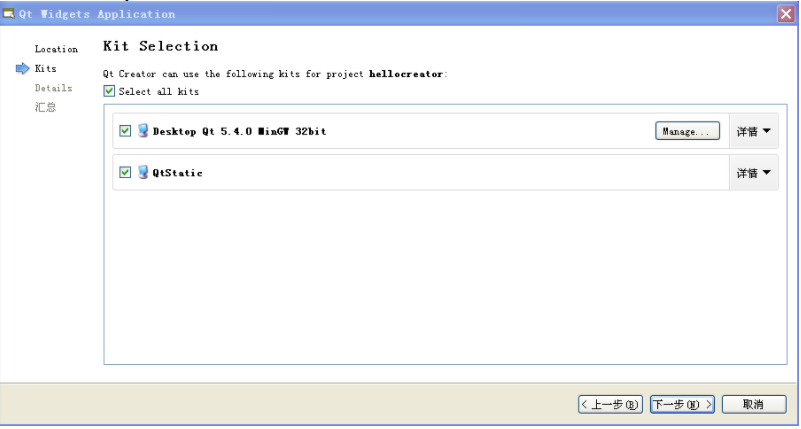 Qt Widgets Application
Location
Kits
Details
汇总
Kit Selection
Qt Creator can use the following kits for project hellocreator:
Select all kits
Desktop Qt 5.4.0 MinGW 32bit
Manage...
详情
QtStatic
详情
< 上一步(B)
下一步(N) >
取消